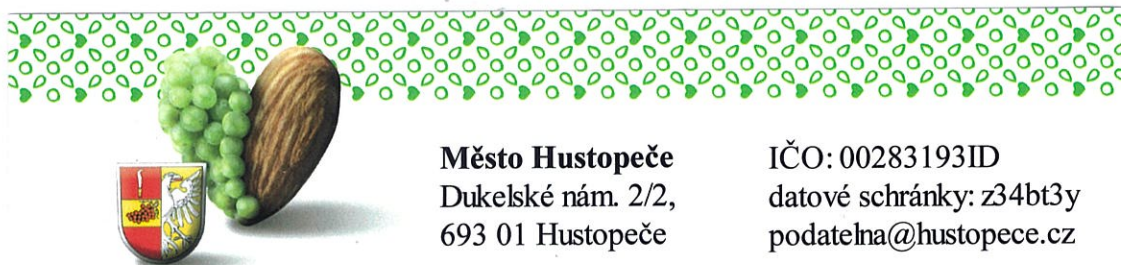 Město Hustopeče
Dukelské nám. 2/2,
693 01 Hustopeče
IČO: 00283193ID
datové schránky: z34bt3y
podatelna@hustopece.cz